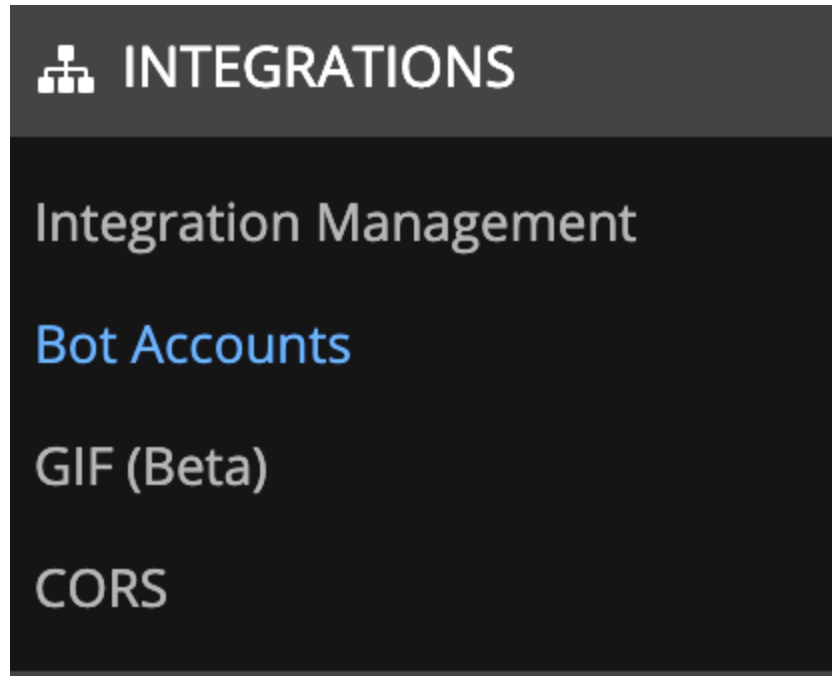 INTEGRATIONS
Integration Management
Bot Accounts
GIF (Beta)
CORS